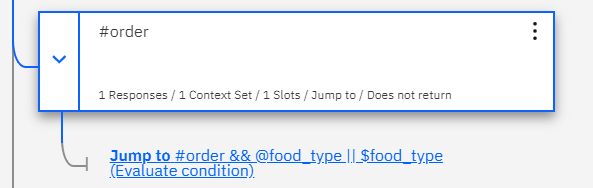 #order
1 Responses / 1 Context Set / 1 Slots / Jump to / Does not return
Jump to #order && @food_type || $food_type
(Evaluate condition)